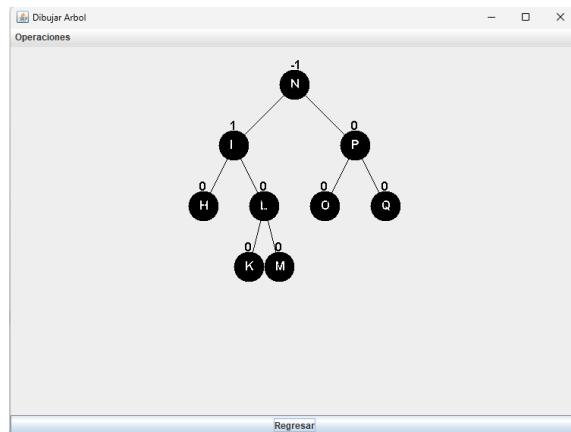 Dibujar Arbol
Operaciones
-1
N
1 0
I P
0 0 0 0
H L O Q
0 0
K M
Regresar